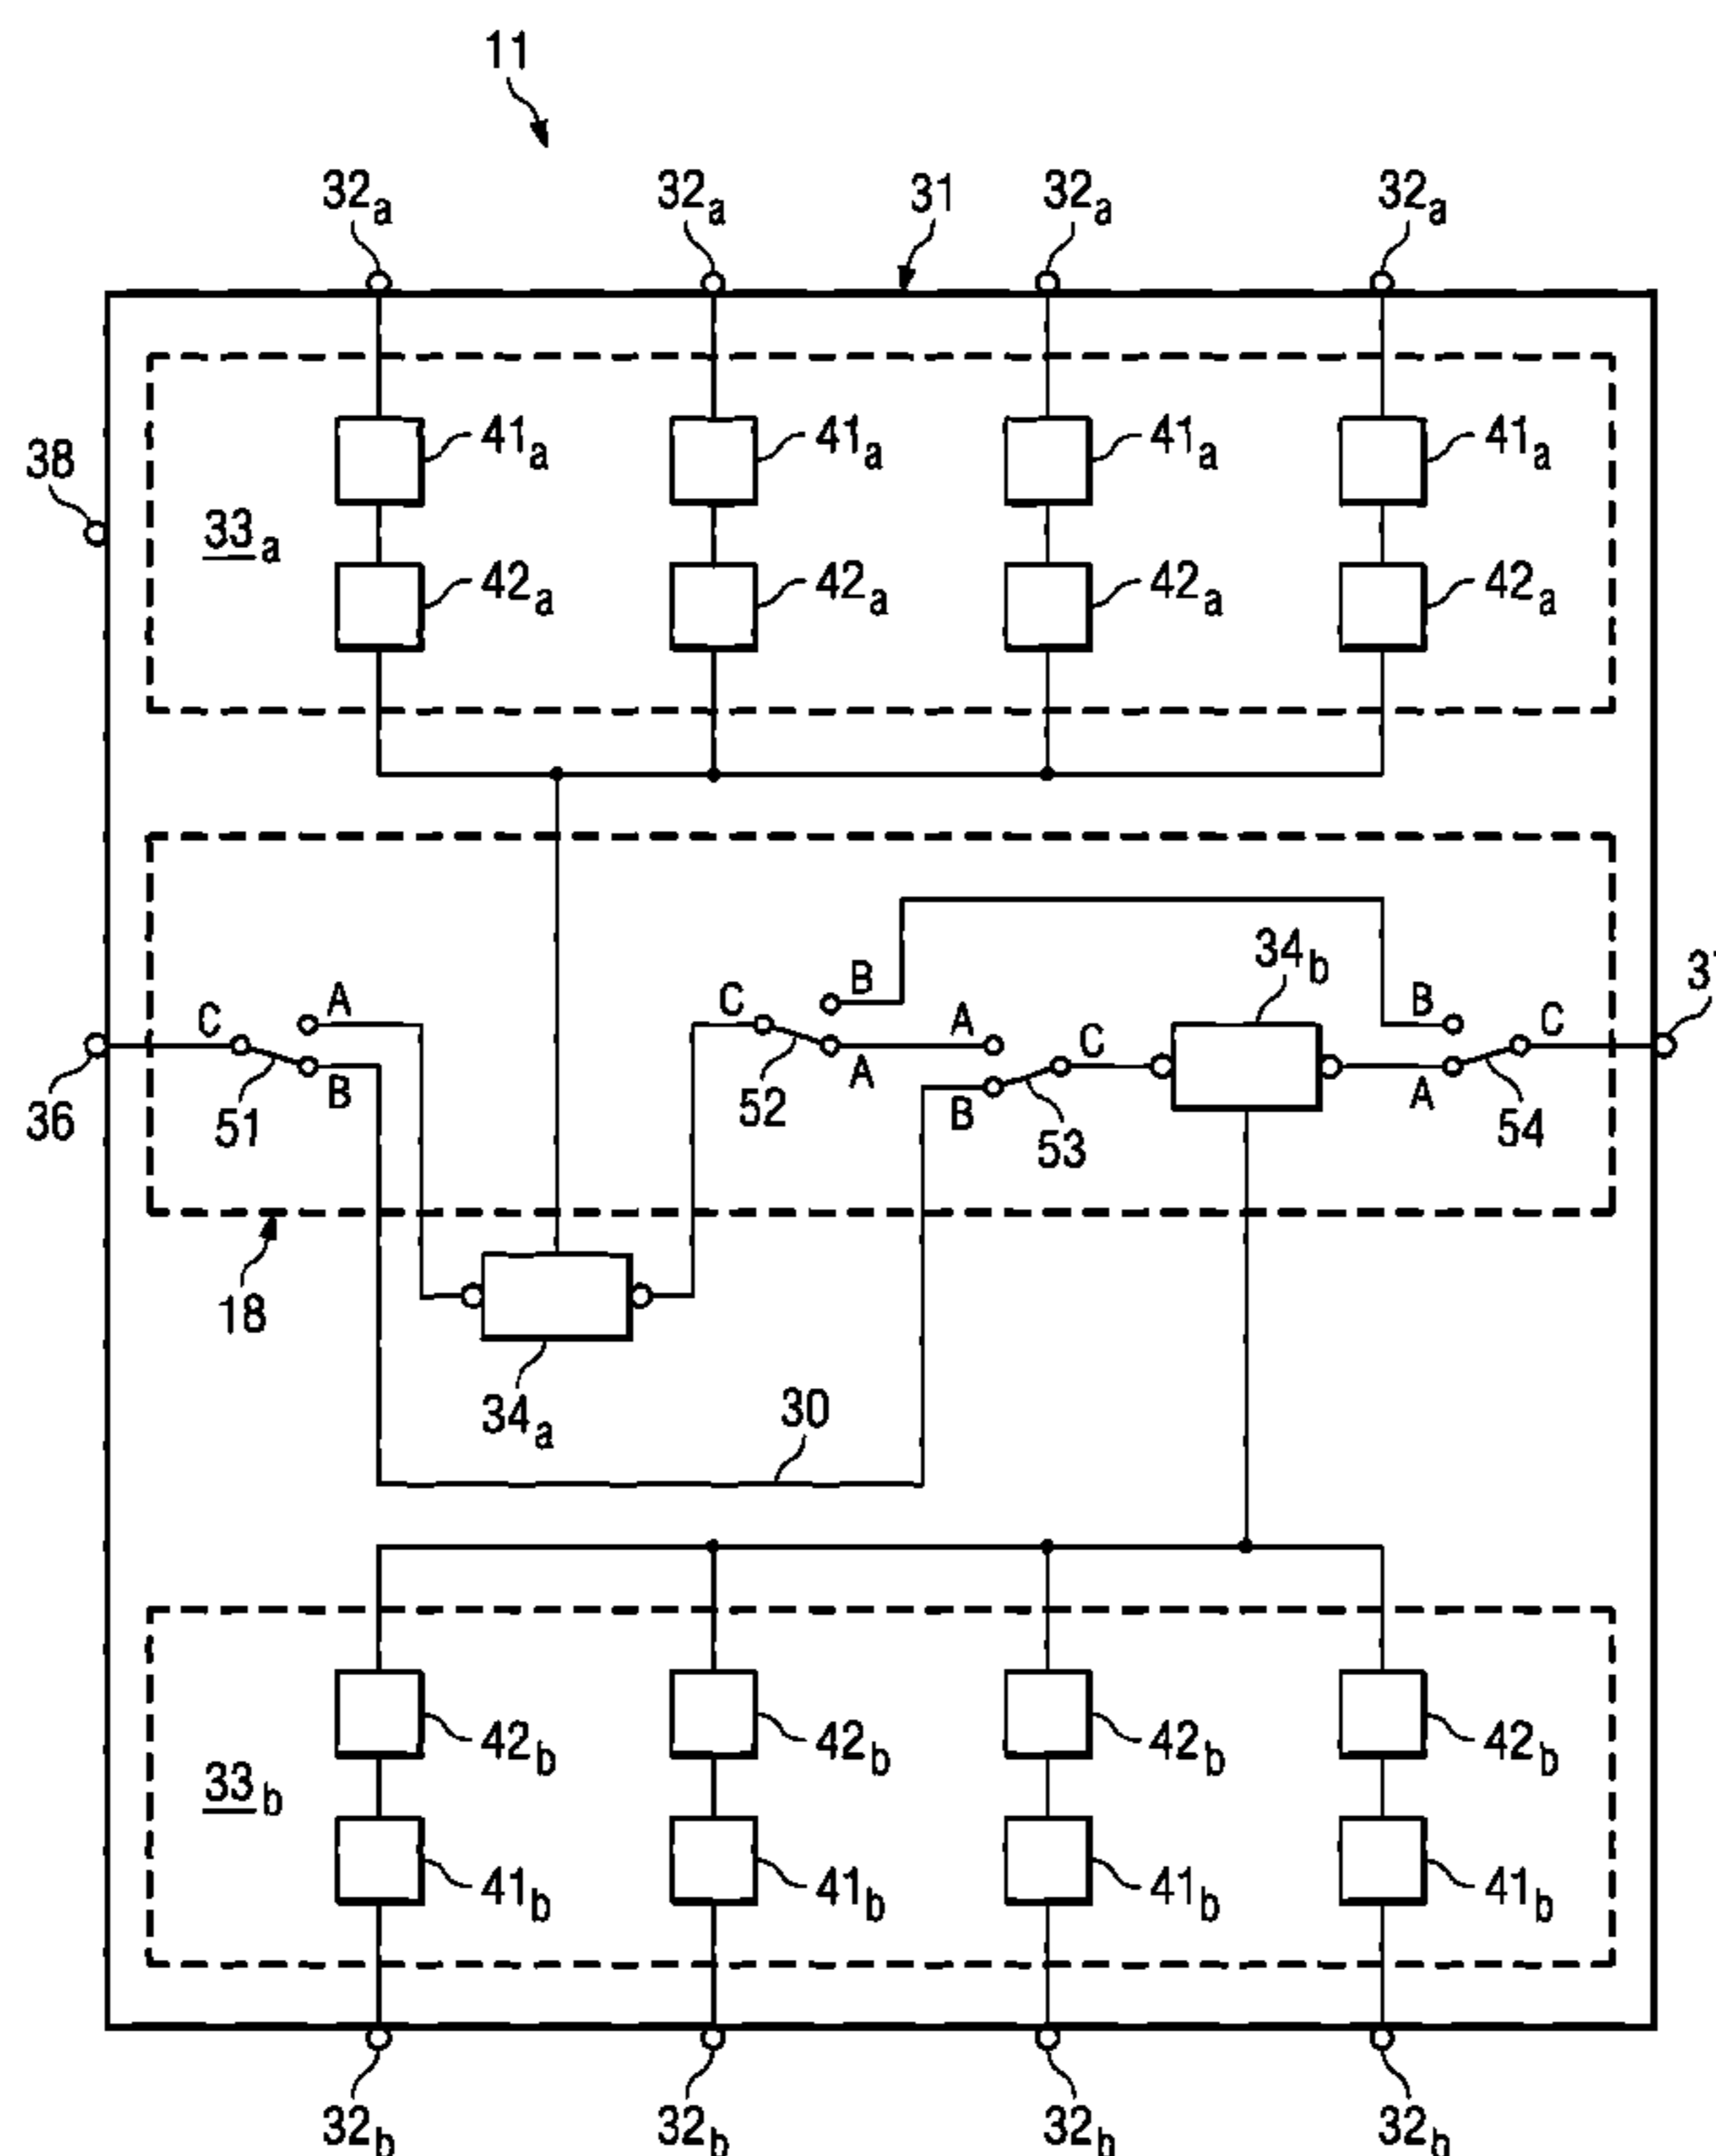 11
32a 32a 31 32a 32a
41a 41a 41a 41a
38
33a
42a 42a 42a 42a
34b
A C B B C
C A
36 51 B 52 A B 53 C A 54
18
34a
30
42b 42b 42b 42b
33b
41b 41b 41b 41b
32b 32b 32b 32b